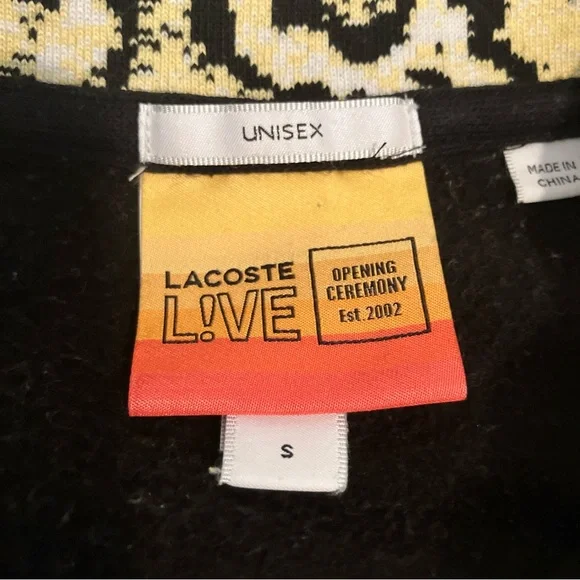 UNISEX
MADE IN
CHINA
LACOSTE
L!VE
OPENING
CEREMONY
Est.2002
S